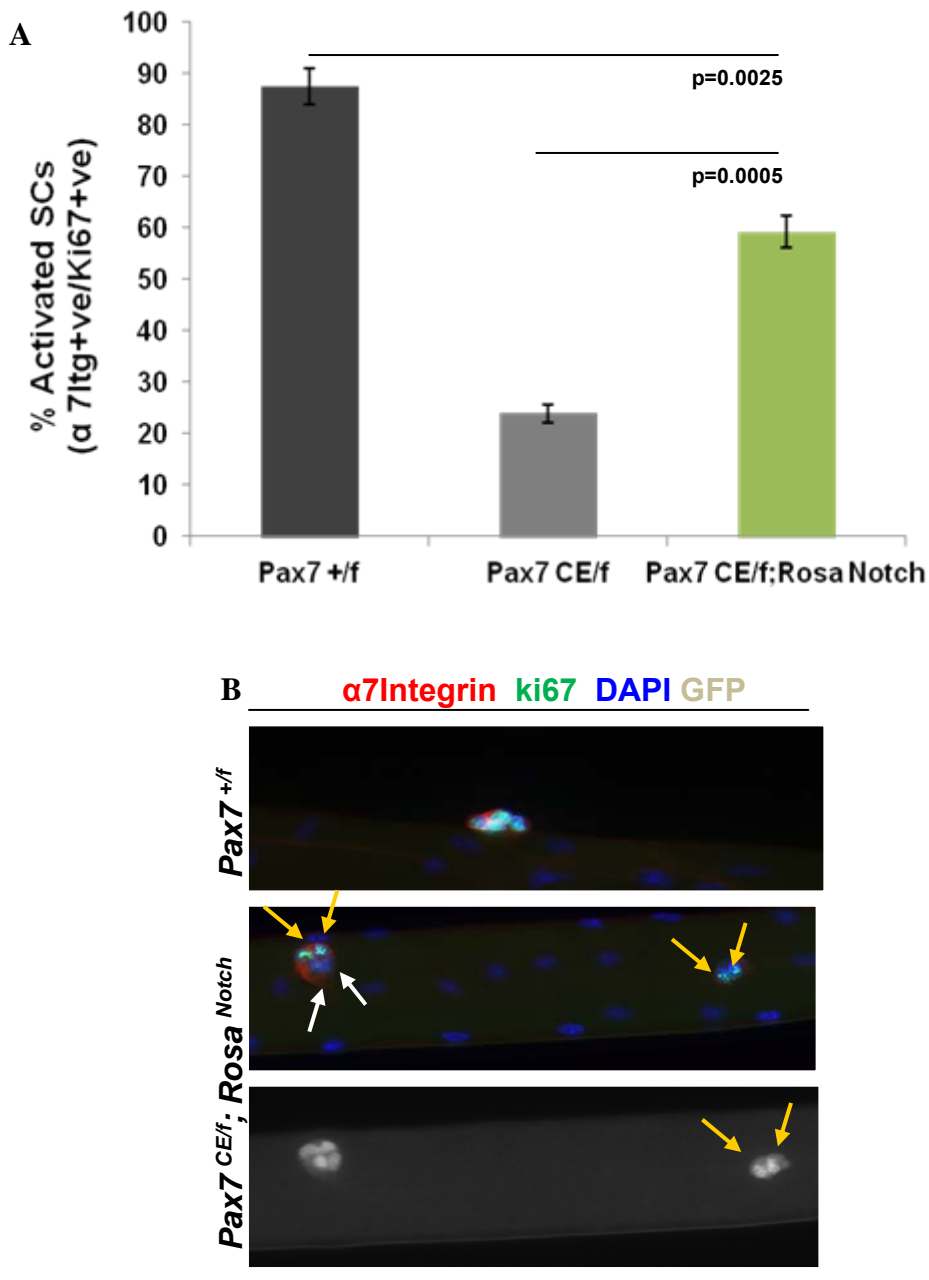 A
100
90
80
70
60
50
40
30
20
10
0
% Activated SCs
(α 7Itg+ve/Ki67+ve)
p=0.0025
p=0.0005
Pax7 +/f
Pax7 CE/f
Pax7 CE/f;Rosa Notch
B
α7Integrin ki67 DAPI GFP
Pax7 +/f
Pax7 CE/f; Rosa Notch